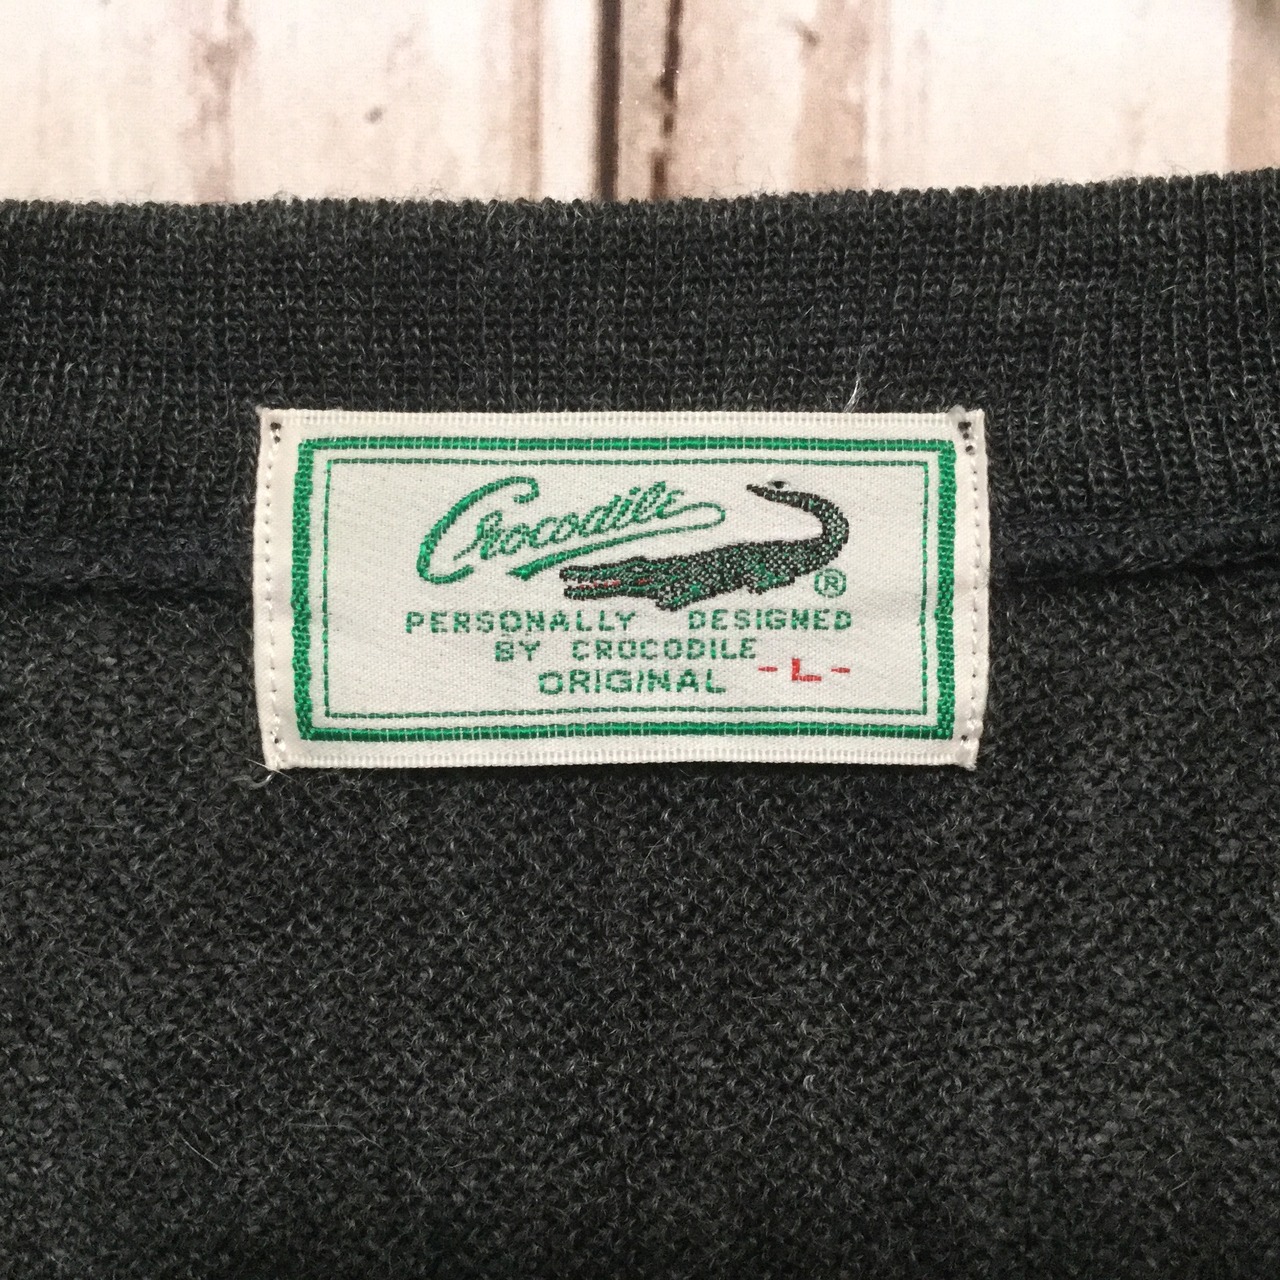 Crocodile
®
PERSONALLY DESIGNED
BY CROCODILE
ORIGINAL
-L-